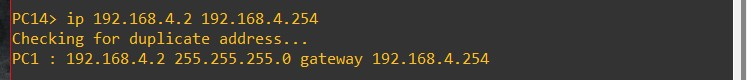 PC14> ip 192.168.4.2 192.168.4.254
Checking for duplicate address...
PC1 : 192.168.4.2 255.255.255.0 gateway 192.168.4.254